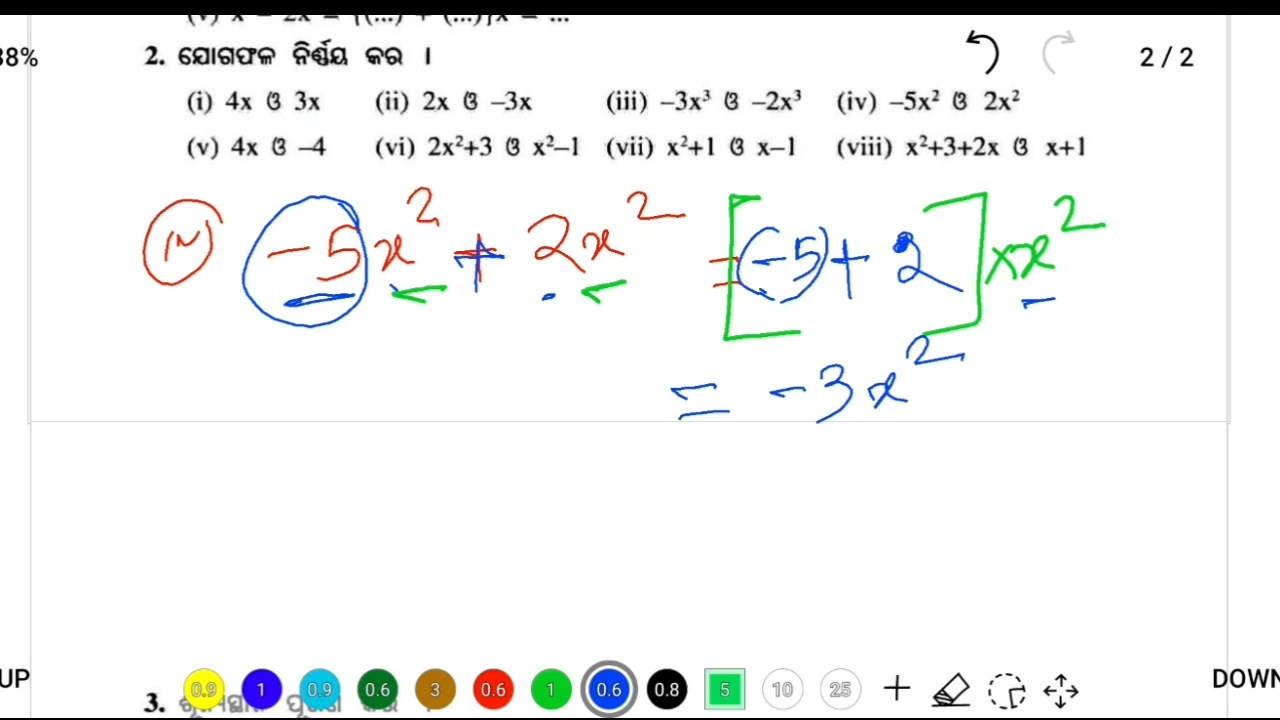 38%
2. ଯୋଗଫଳ ନିର୍ଣ୍ଣୟ କର ।
2 / 2
(i) 4x ଓ 3x (ii) 2x ଓ –3x (iii) –3x³ ଓ –2x³ (iv) –5x² ଓ 2x²
(v) 4x ଓ –4 (vi) 2x²+3 ଓ x²–1 (vii) x²+1 ଓ x–1 (viii) x²+3+2x ଓ x+1
–5x² + 2x² = [(–5) + 2] × x²
= –3x²
UP
DOWN
0.9 1 0.9 0.6 3 0.6 1 0.6 0.8 5 10 25
3.